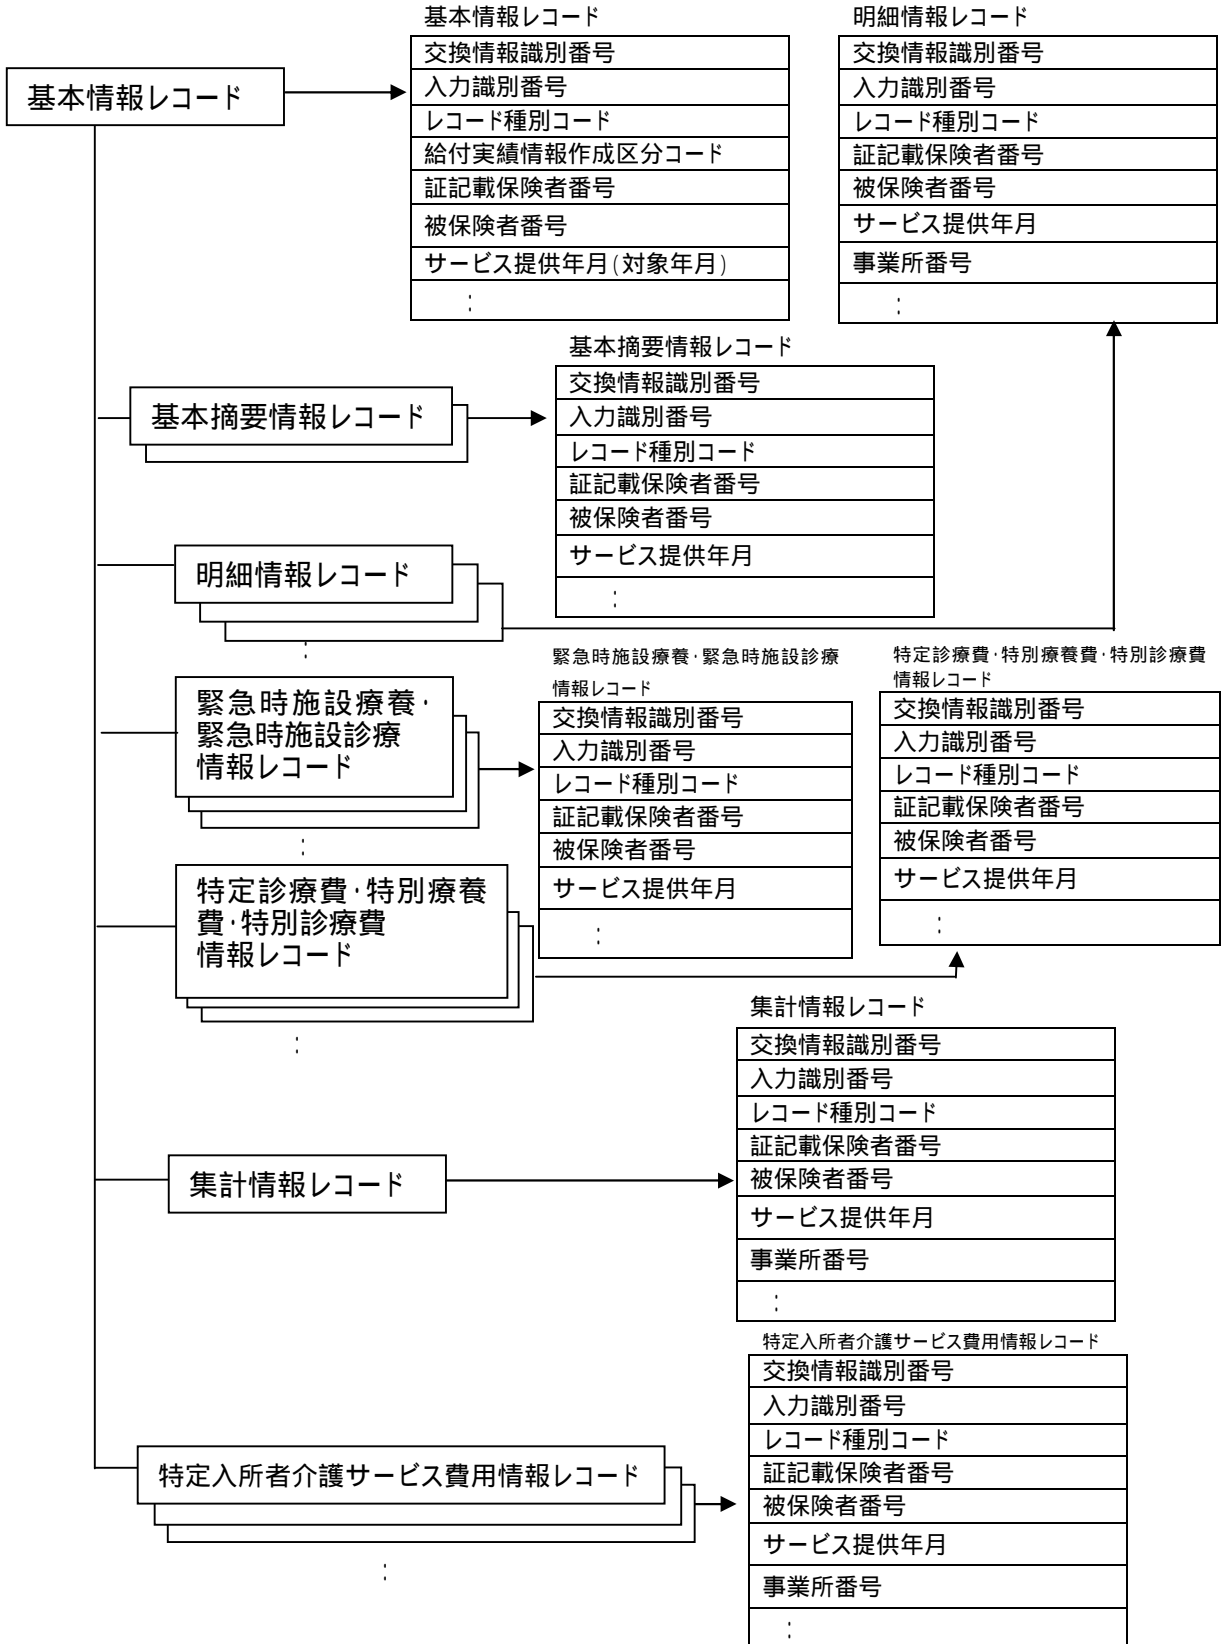 基本情報レコード
基本情報レコード
交換情報識別番号
入力識別番号
レコード種別コード
給付実績情報作成区分コード
証記載保険者番号
被保険者番号
サービス提供年月(対象年月)
:
明細情報レコード
交換情報識別番号
入力識別番号
レコード種別コード
証記載保険者番号
被保険者番号
サービス提供年月
事業所番号
:
基本摘要情報レコード
基本摘要情報レコード
交換情報識別番号
入力識別番号
レコード種別コード
証記載保険者番号
被保険者番号
サービス提供年月
:
明細情報レコード
:
緊急時施設療養・
緊急時施設診療
情報レコード
:
緊急時施設療養・緊急時施設診療
情報レコード
交換情報識別番号
入力識別番号
レコード種別コード
証記載保険者番号
被保険者番号
サービス提供年月
:
特定診療費・特別療養費・特別診療費
情報レコード
交換情報識別番号
入力識別番号
レコード種別コード
証記載保険者番号
被保険者番号
サービス提供年月
:
特定診療費・特別療養
費・特別診療費
情報レコード
:
集計情報レコード
集計情報レコード
交換情報識別番号
入力識別番号
レコード種別コード
証記載保険者番号
被保険者番号
サービス提供年月
事業所番号
:
特定入所者介護サービス費用情報レコード
:
特定入所者介護サービス費用情報レコード
交換情報識別番号
入力識別番号
レコード種別コード
証記載保険者番号
被保険者番号
サービス提供年月
事業所番号
: